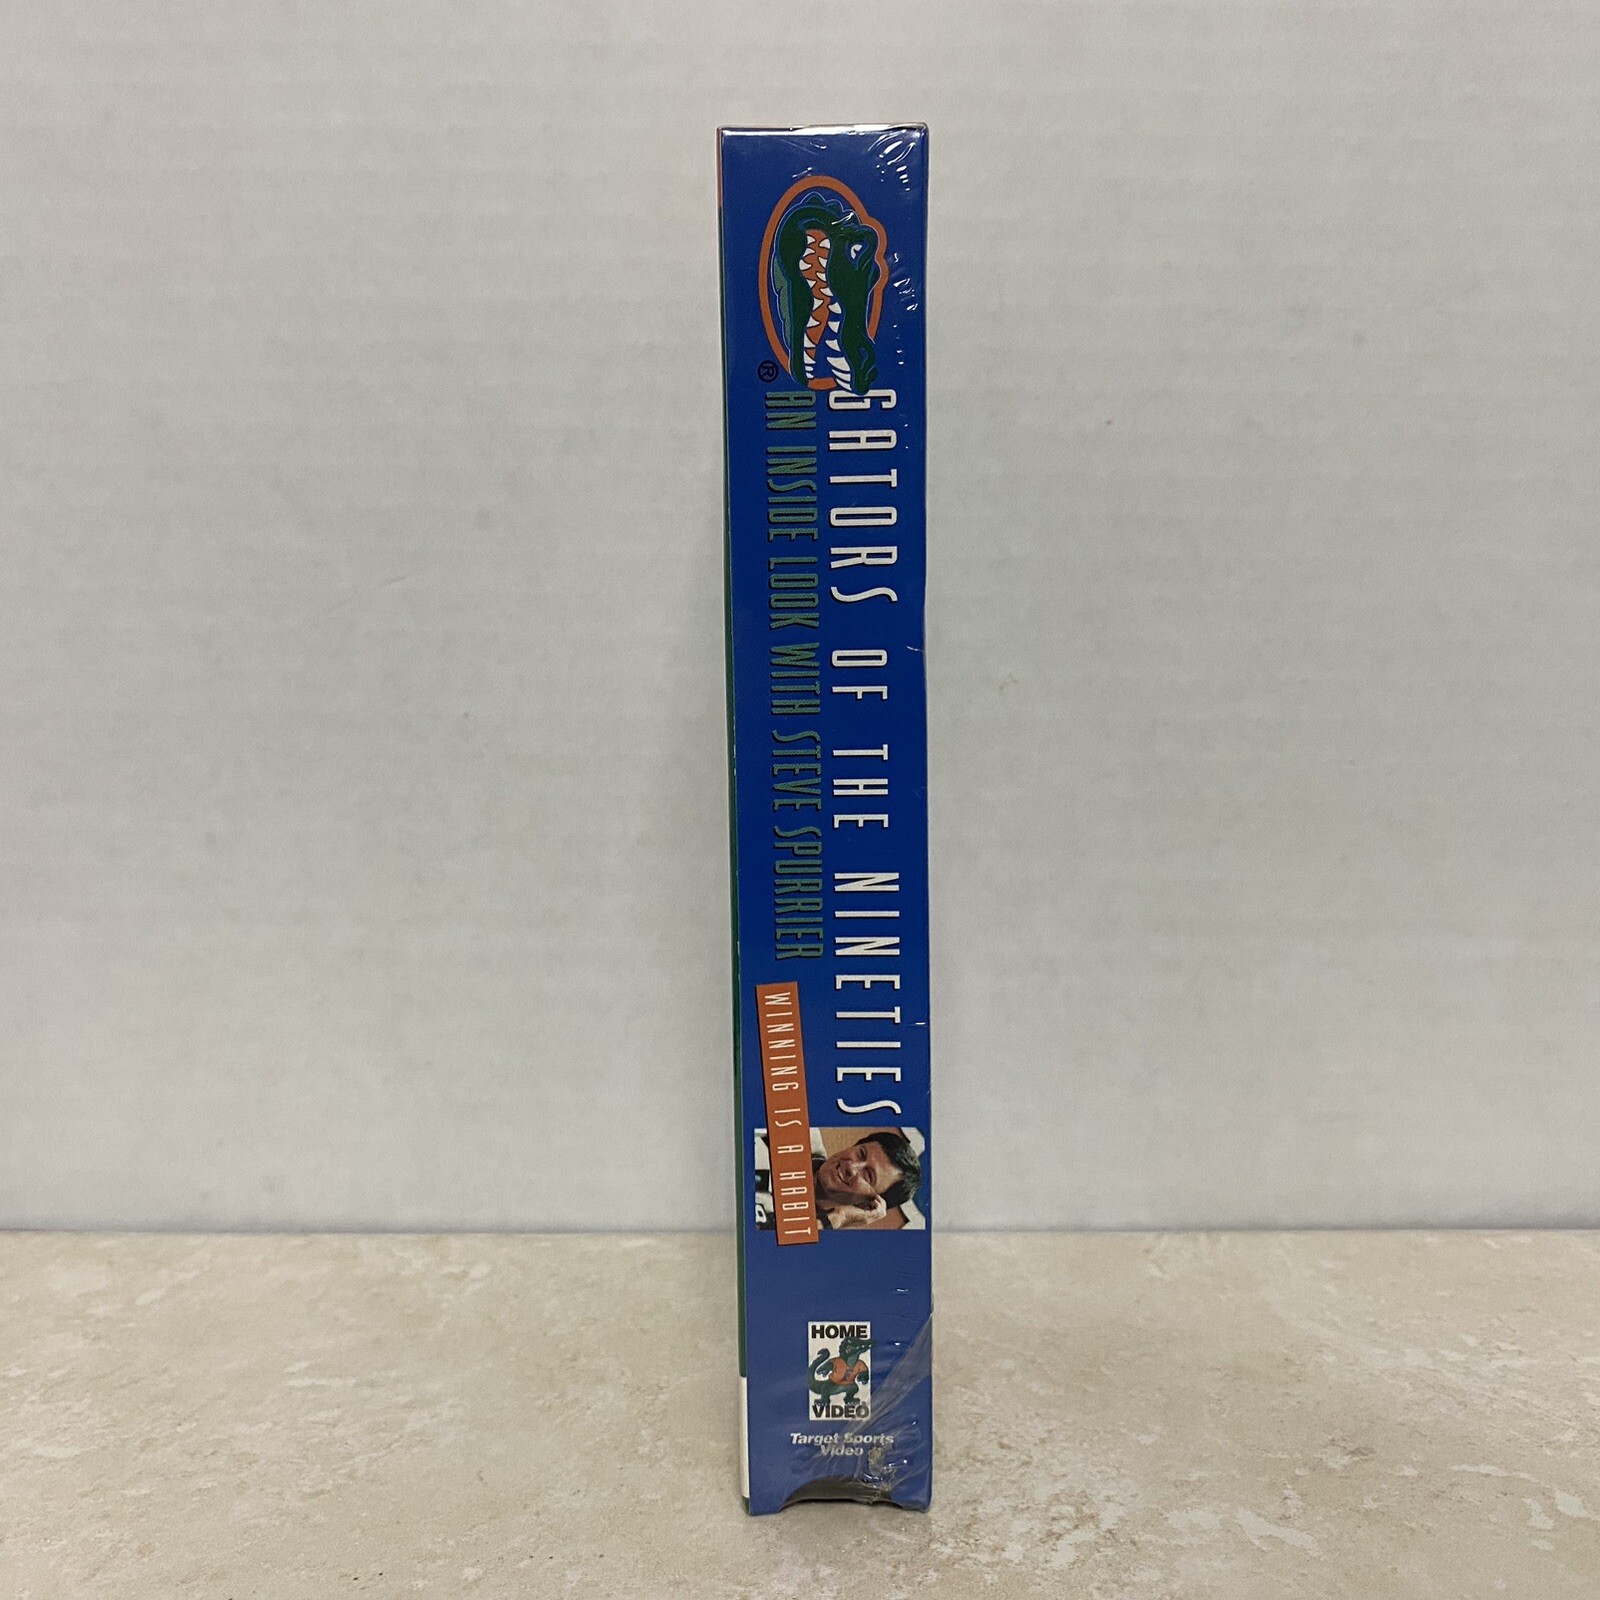 ®
GATORS OF THE NINETIES
AN INSIDE LOOK WITH STEVE SPURRIER
WINNING IS A HABIT
HOME
VIDEO
Target Sports
Video